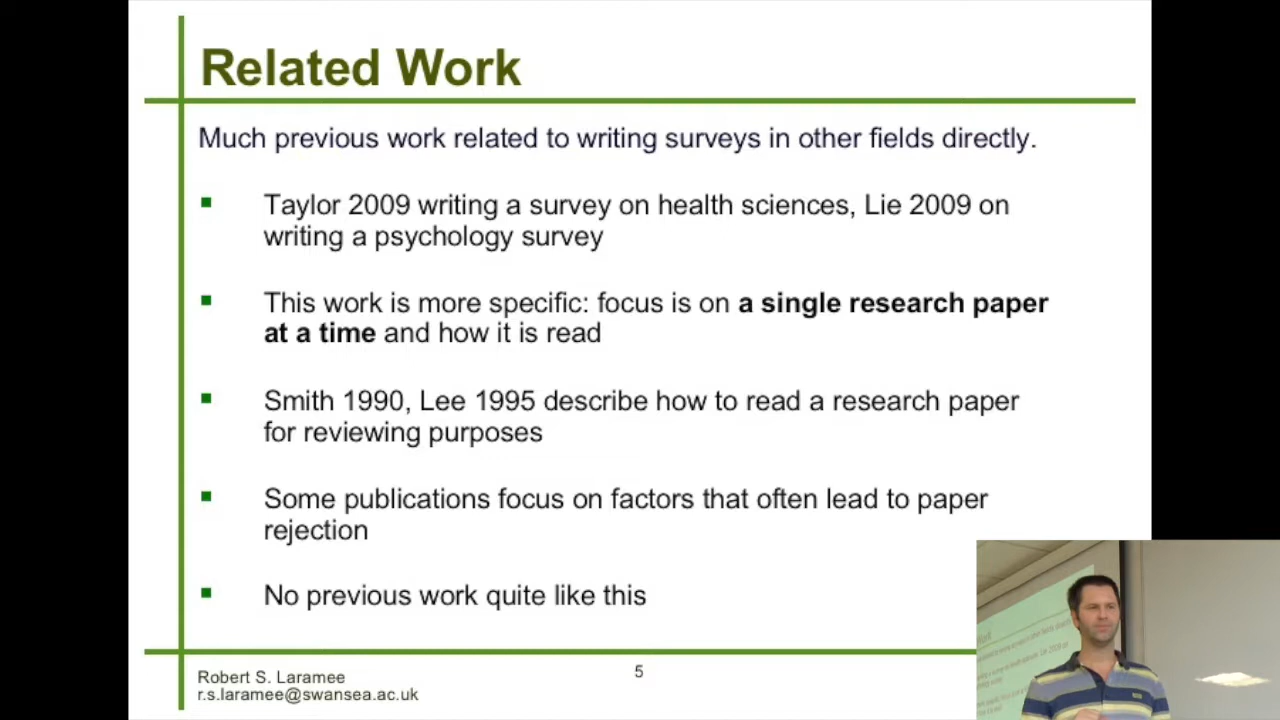 Related Work
Much previous work related to writing surveys in other fields directly.
Taylor 2009 writing a survey on health sciences, Lie 2009 on
writing a psychology survey
This work is more specific: focus is on a single research paper
at a time and how it is read
Smith 1990, Lee 1995 describe how to read a research paper
for reviewing purposes
Some publications focus on factors that often lead to paper
rejection
No previous work quite like this
Robert S. Laramee
r.s.laramee@swansea.ac.uk
5